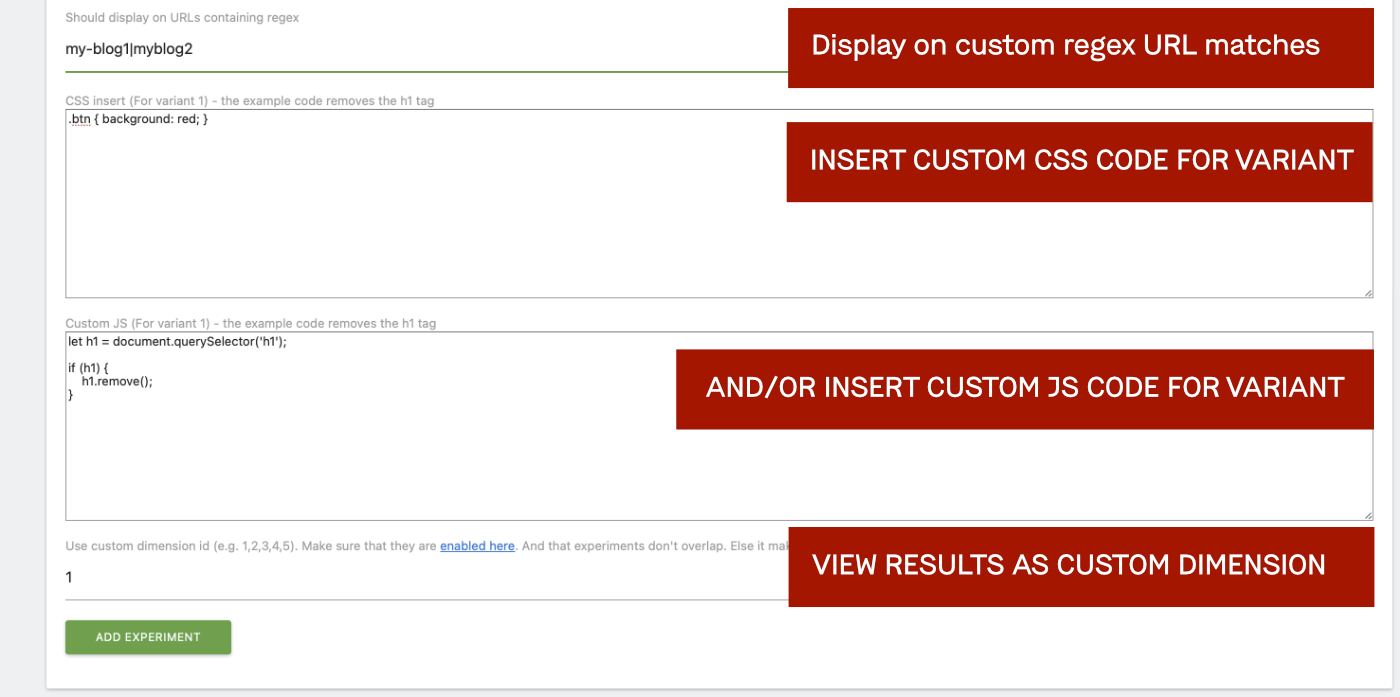 Should display on URLs containing regex
my-blog1|myblog2
Display on custom regex URL matches
CSS insert (For variant 1) - the example code removes the h1 tag
.btn { background: red; }
INSERT CUSTOM CSS CODE FOR VARIANT
Custom JS (For variant 1) - the example code removes the h1 tag
let h1 = document.querySelector('h1');
if (h1) {
h1.remove();
}
AND/OR INSERT CUSTOM JS CODE FOR VARIANT
Use custom dimension id (e.g. 1,2,3,4,5). Make sure that they are enabled here. And that experiments don't overlap. Else it
VIEW RESULTS AS CUSTOM DIMENSION
1
ADD EXPERIMENT